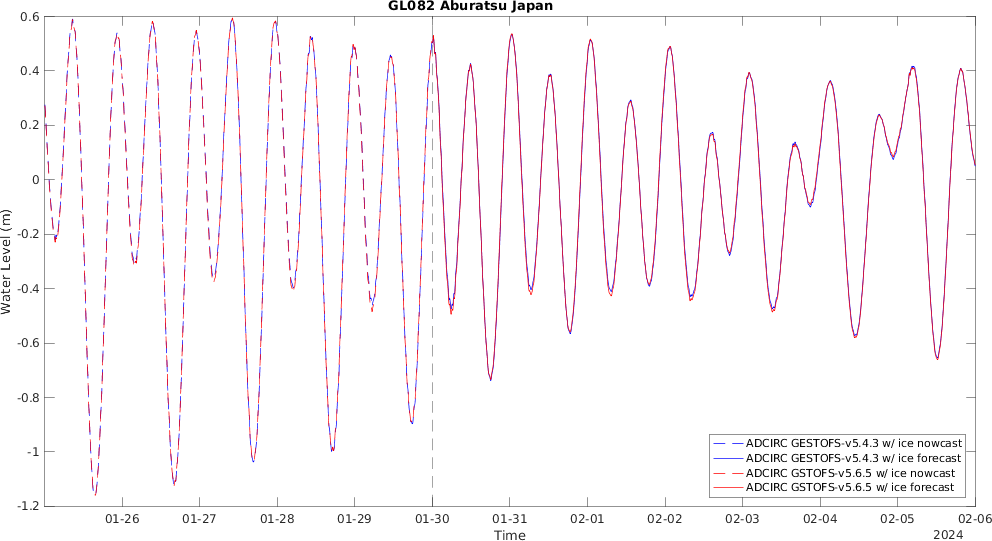 GL082 Aburatsu Japan
0.6
0.4
0.2
0
-0.2
-0.4
-0.6
-0.8
-1
-1.2
Water Level (m)
01-26 01-27 01-28 01-29 01-30 01-31 02-01 02-02 02-03 02-04 02-05 02-06
Time
2024
ADCIRC GESTOFS-v5.4.3 w/ ice nowcast
ADCIRC GESTOFS-v5.4.3 w/ ice forecast
ADCIRC GSTOFS-v5.6.5 w/ ice nowcast
ADCIRC GSTOFS-v5.6.5 w/ ice forecast